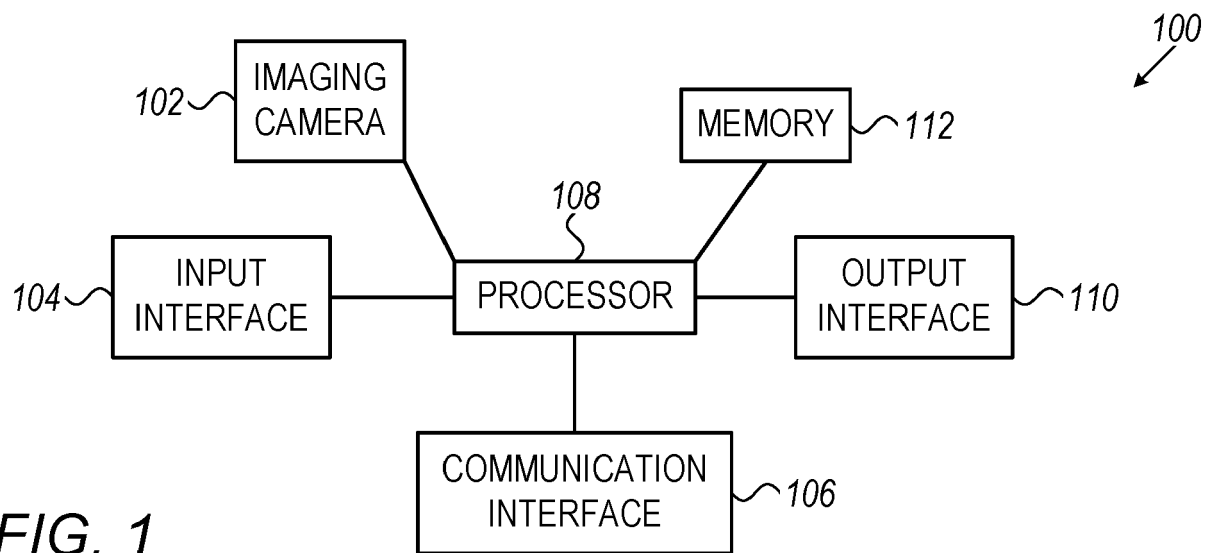 100
IMAGING
CAMERA
102
MEMORY
112
108
INPUT
INTERFACE
104
PROCESSOR
OUTPUT
INTERFACE
110
COMMUNICATION
INTERFACE
106
FIG. 1